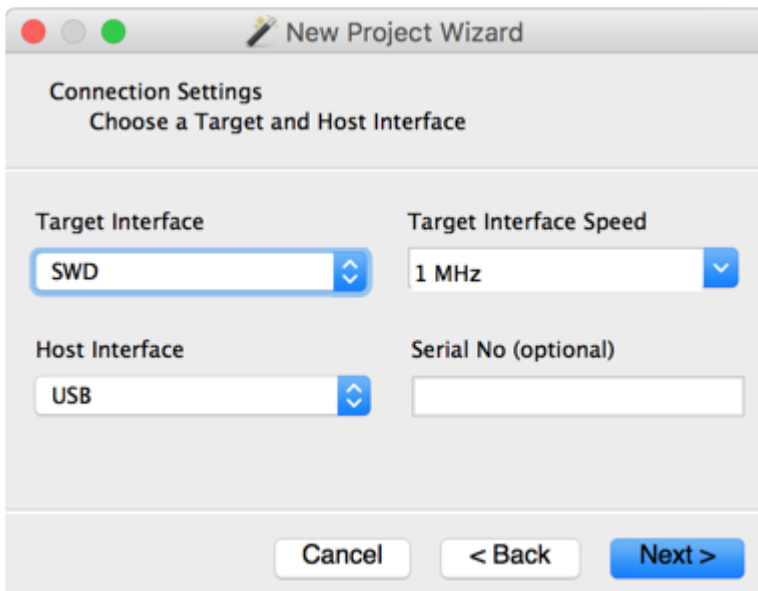 New Project Wizard
Connection Settings
Choose a Target and Host Interface
Target Interface
Target Interface Speed
SWD
1 MHz
Host Interface
Serial No (optional)
USB
Cancel
< Back
Next >